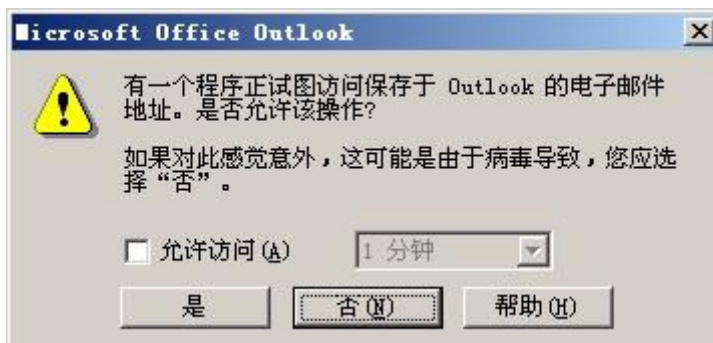 Microsoft Office Outlook
有一个程序正试图访问保存于 Outlook 的电子邮件
地址。是否允许该操作?
如果对此感觉意外，这可能是由于病毒导致，您应选
择“否”。
允许访问(A) 1 分钟
是 否(N) 帮助(H)